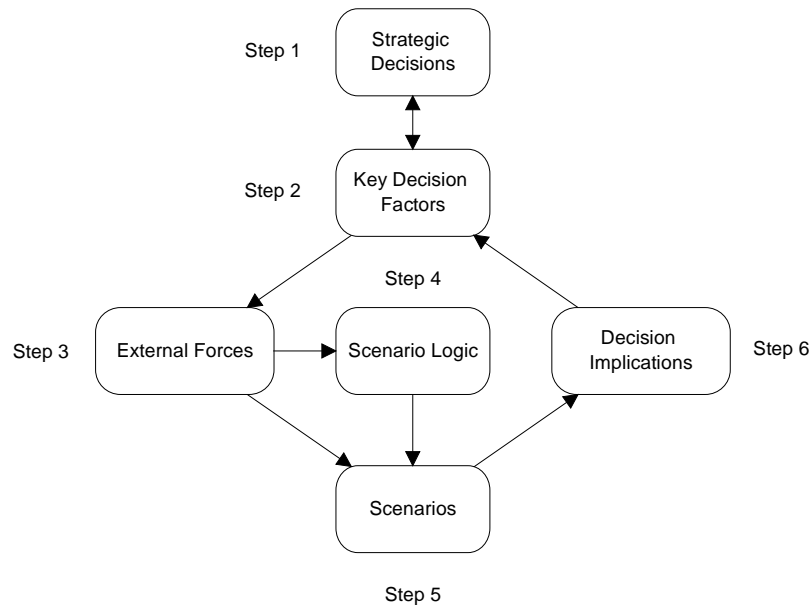 Step 1
Strategic
Decisions
Step 2
Key Decision
Factors
Step 4
Step 3
External Forces
Scenario Logic
Decision
Implications
Step 6
Scenarios
Step 5